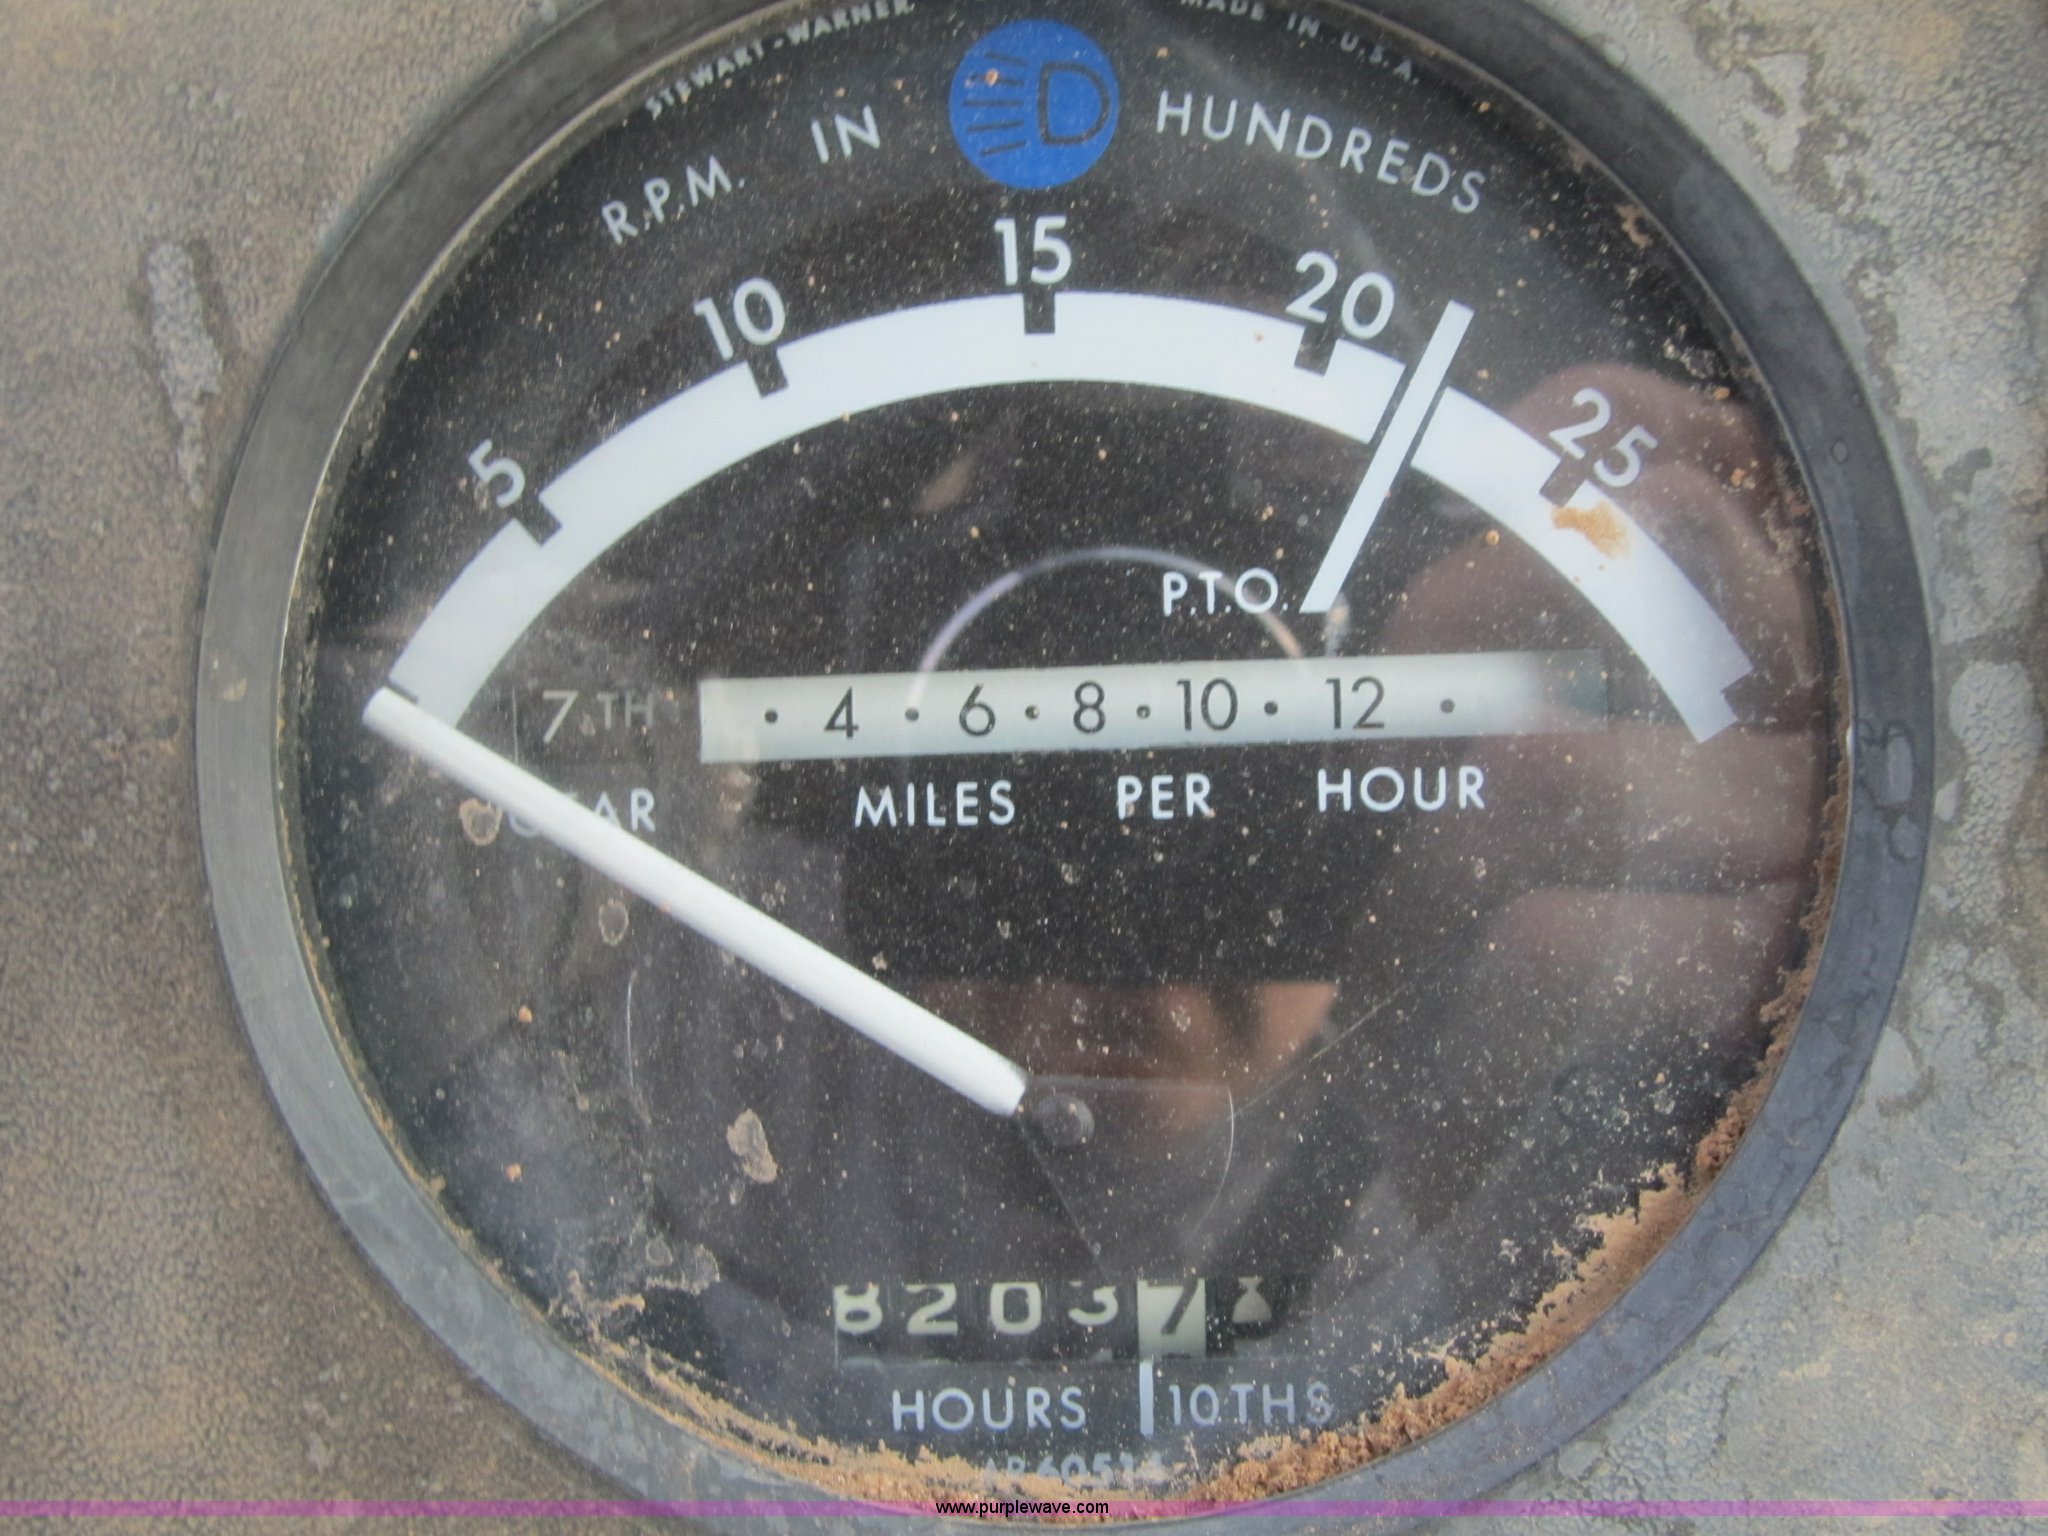 STEWART-WARNER MADE IN U.S.A.
R.P.M. IN HUNDREDS
5 10 15 20 25
P.T.O.
7TH · 4 · 6 · 8 · 10 · 12 ·
MILES PER HOUR
82037
HOURS 10THS
www.purplewave.com